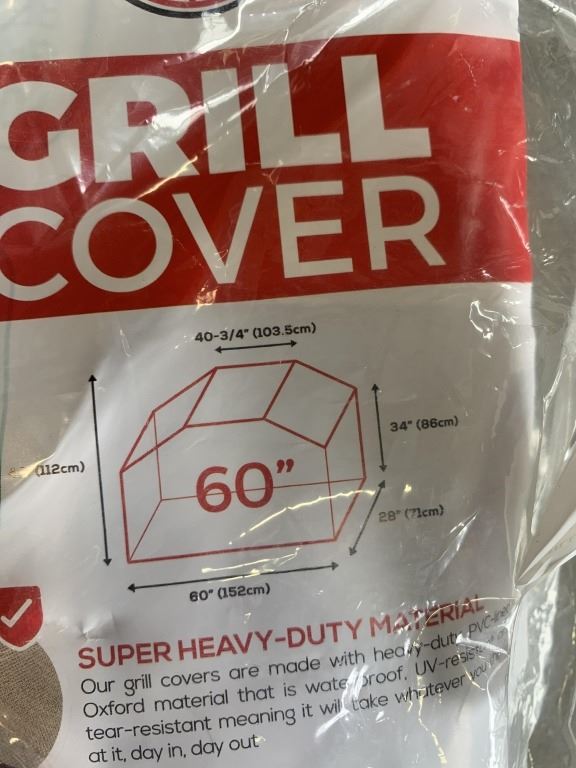 GRILL
COVER
40-3/4" (103.5cm)
34" (86cm)
(112cm)
60"
28" (71cm)
60" (152cm)
SUPER HEAVY-DUTY MATERIAL
Our grill covers are made with heavy-duty
Oxford material that is waterproof, UV-resistant
tear-resistant meaning it will take whatever you
at it, day in, day out